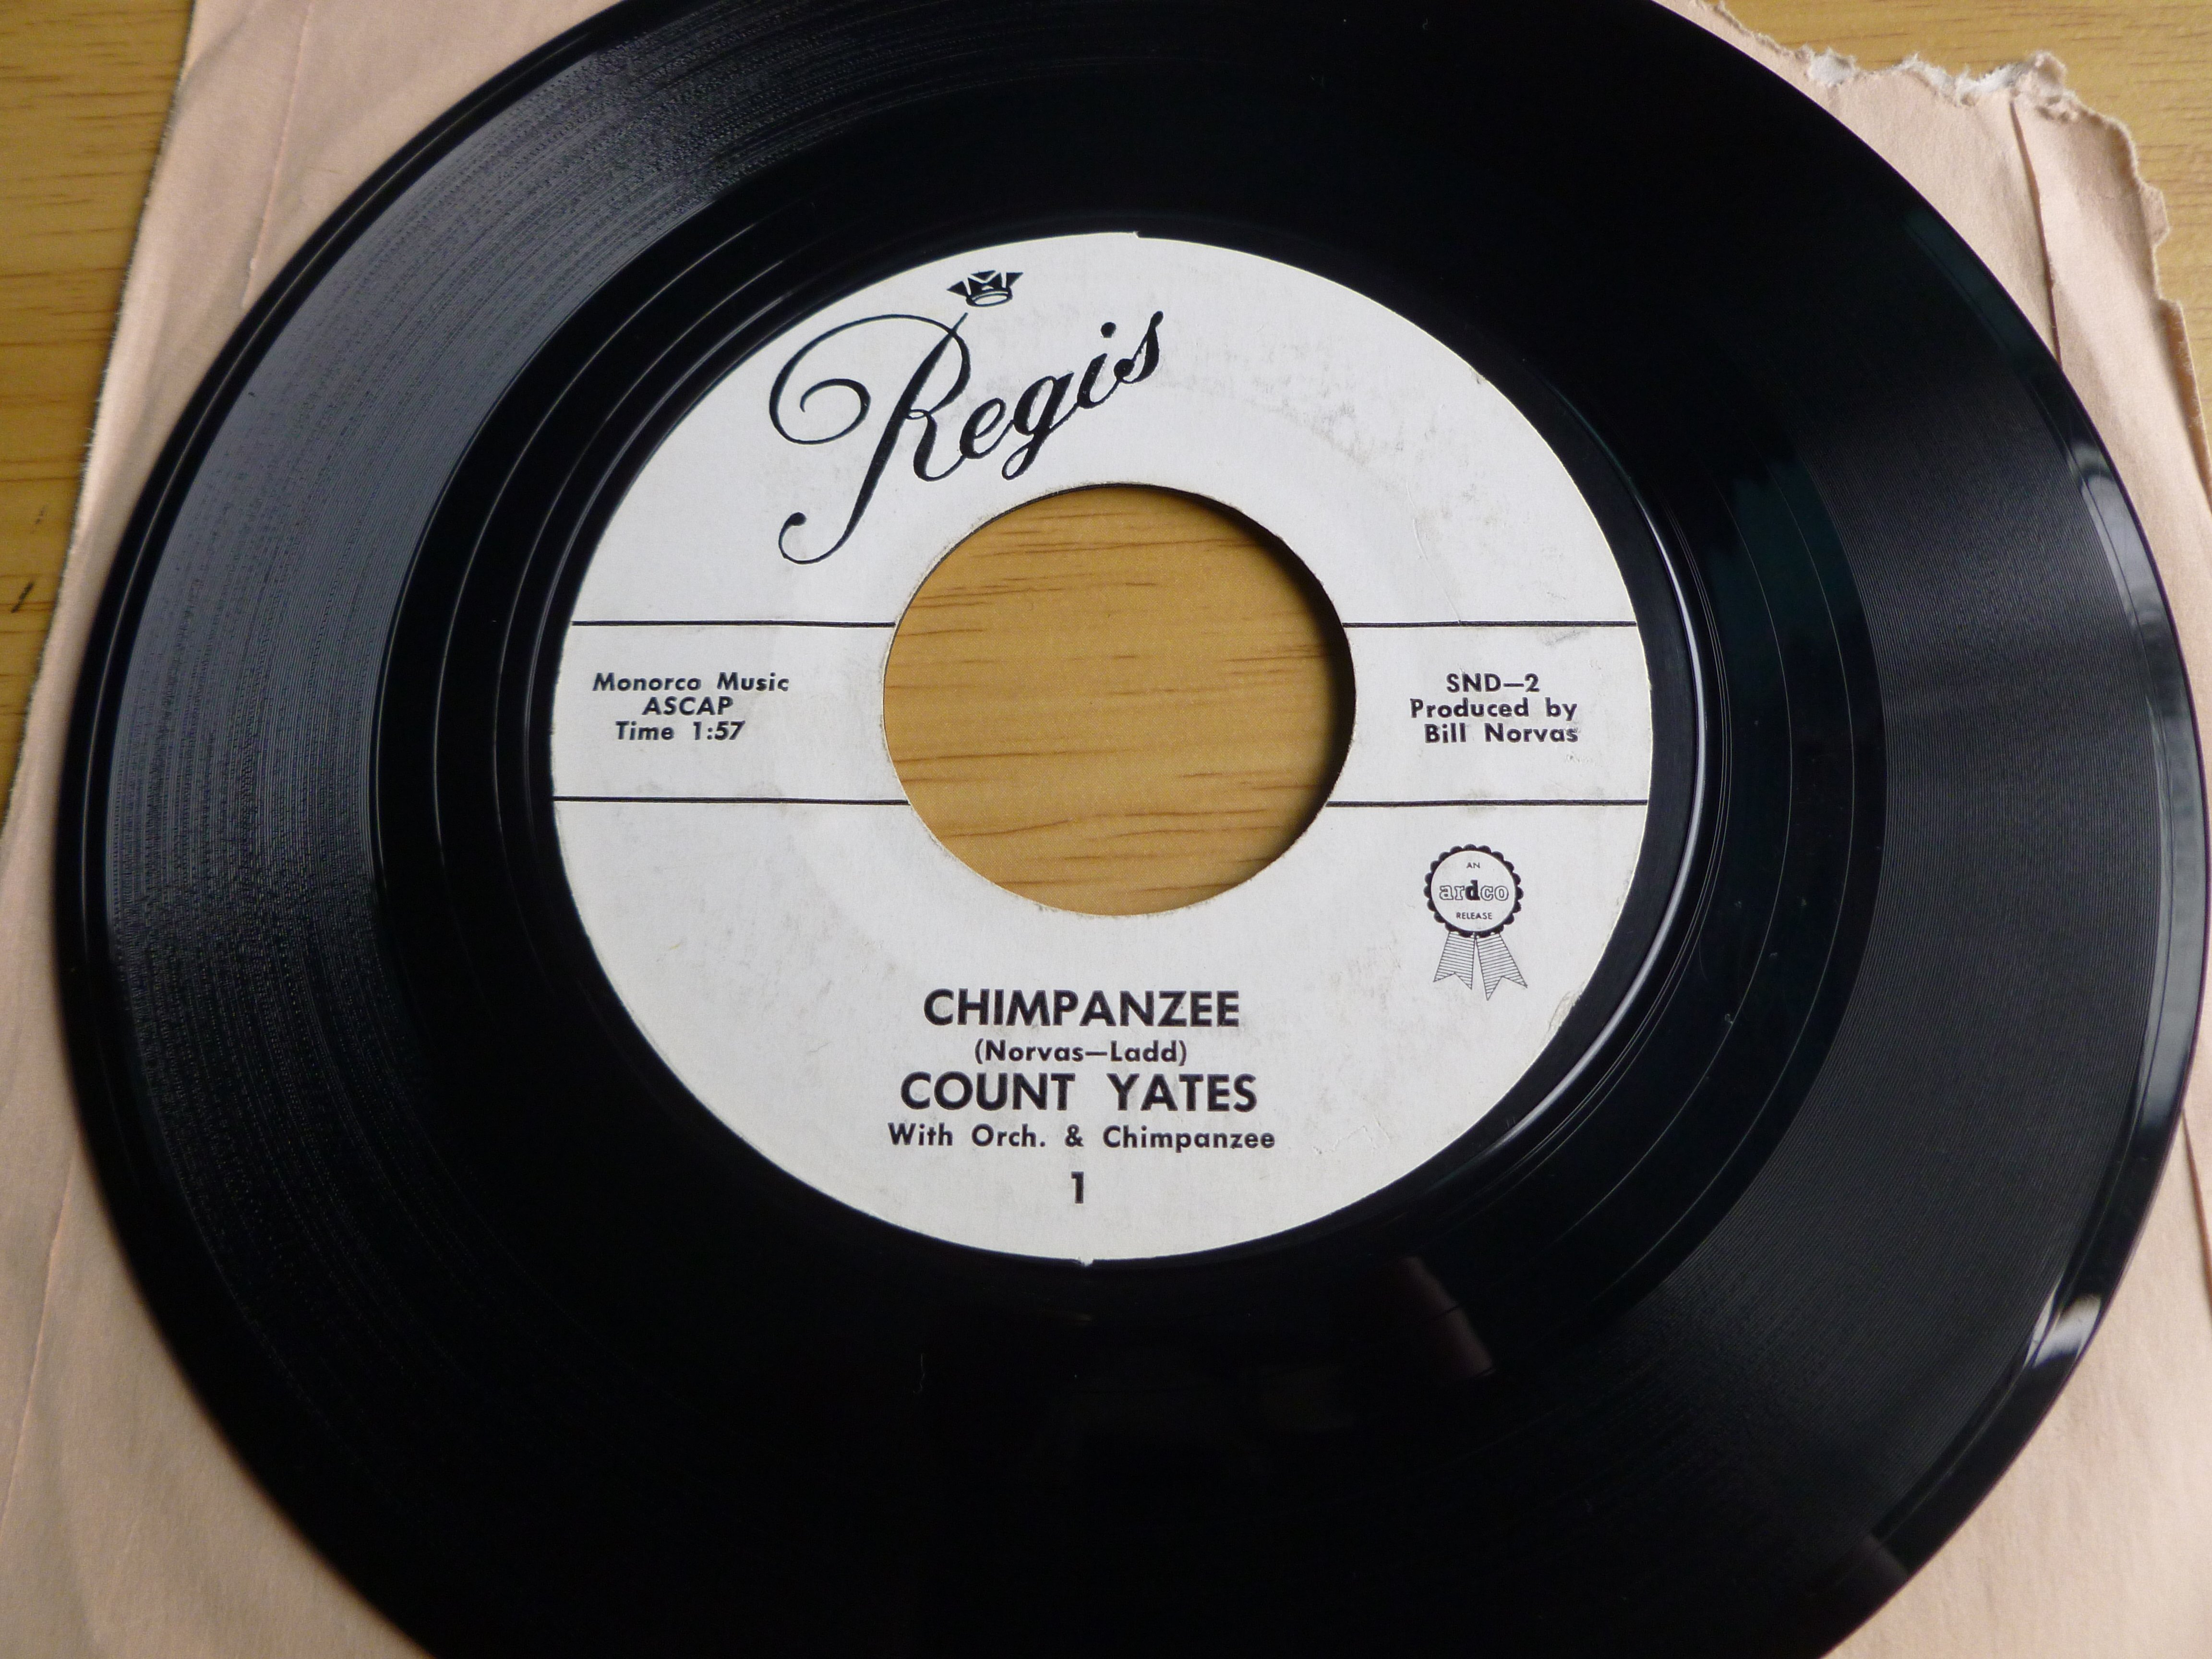 Regis
Monorco Music
ASCAP
Time 1:57
SND—2
Produced by
Bill Norvas
AN
ardco
RELEASE
CHIMPANZEE
(Norvas—Ladd)
COUNT YATES
With Orch. & Chimpanzee
1